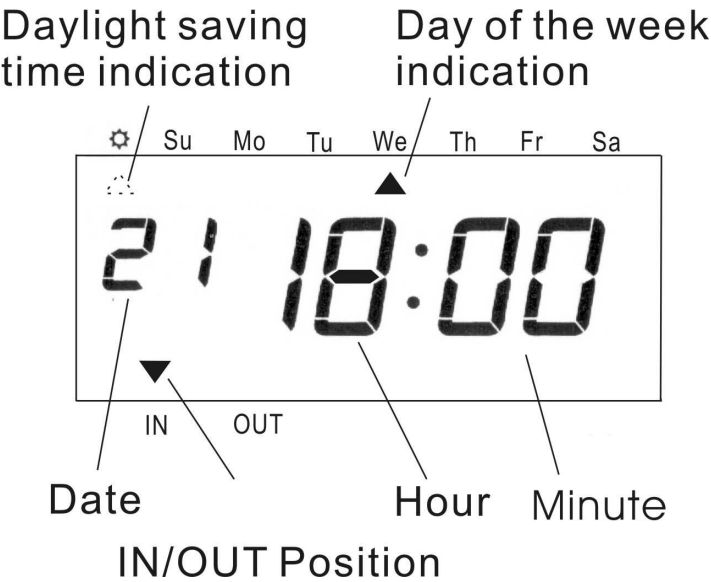 Daylight saving
time indication
Day of the week
indication
Su Mo Tu We Th Fr Sa
21 18:00
IN OUT
Date
Hour
Minute
IN/OUT Position